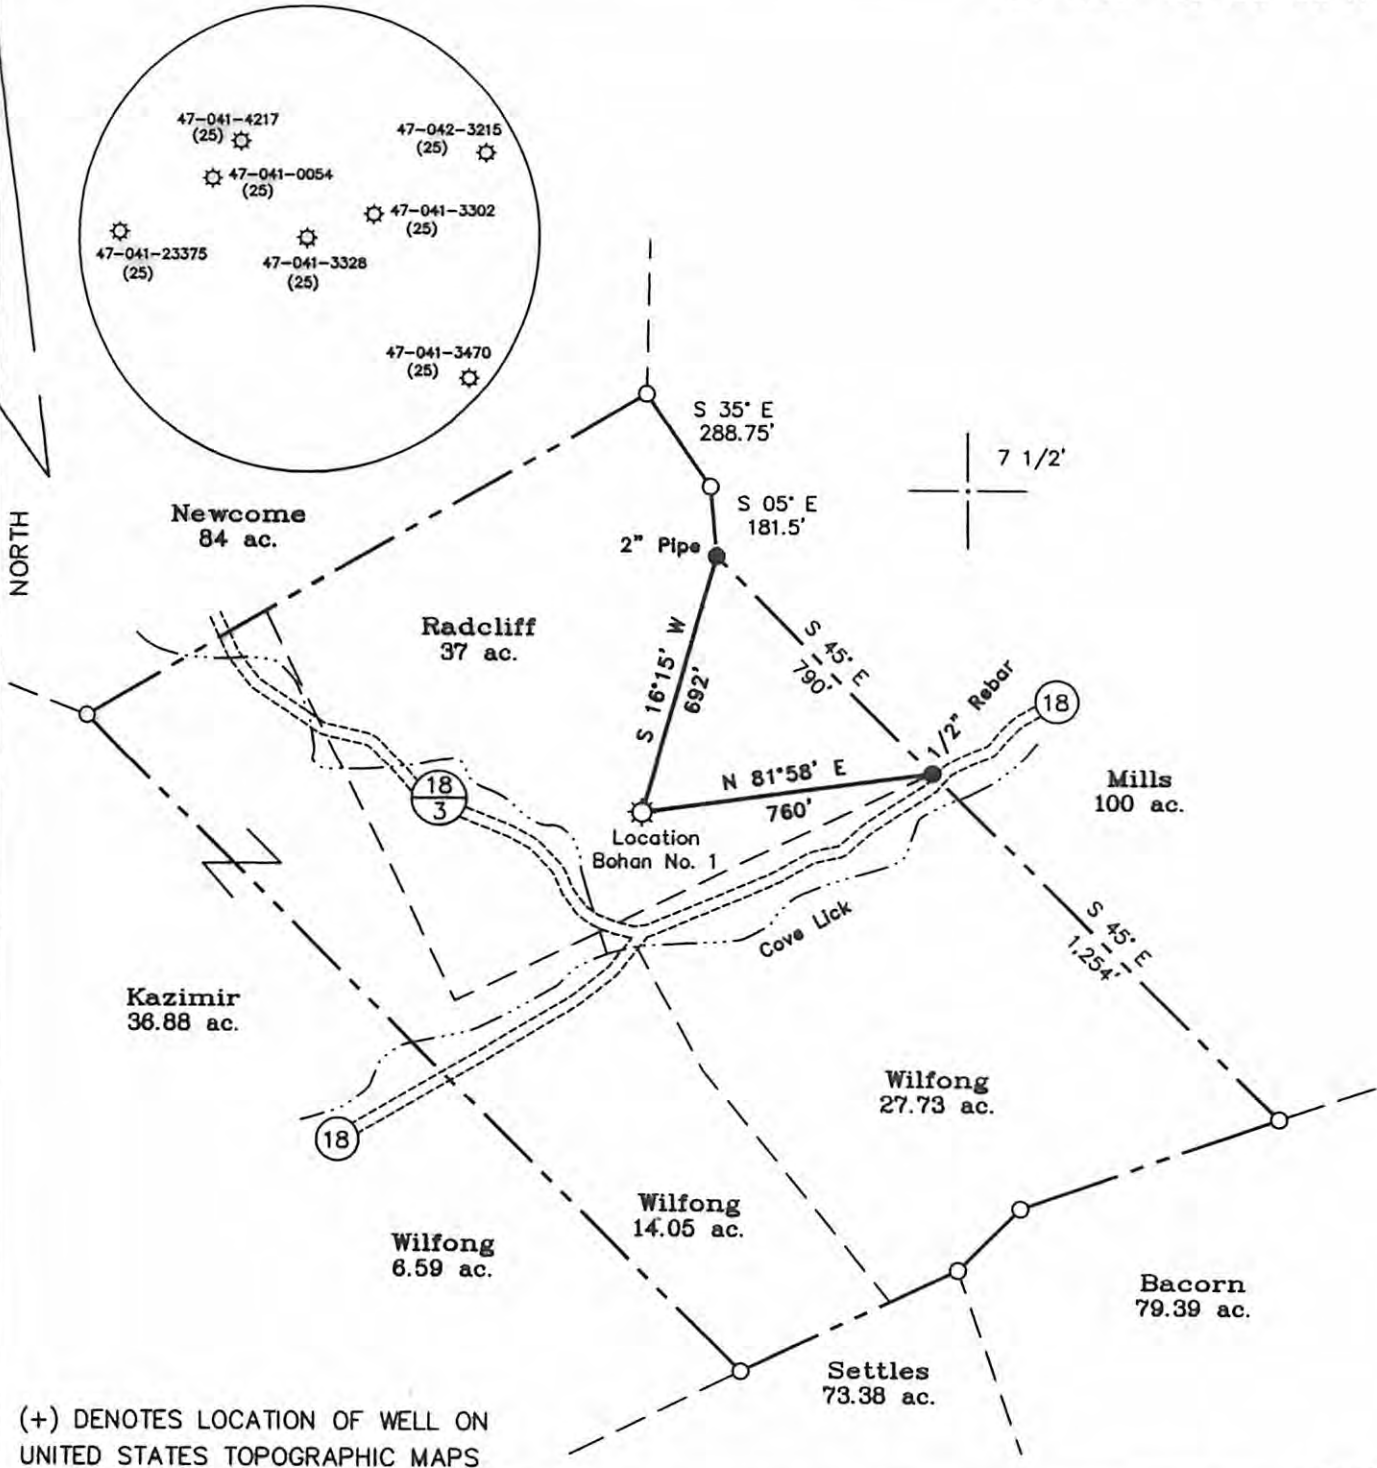 47-041-4217
(25)
47-042-3215
(25)
47-041-0054
(25)
47-041-3302
(25)
47-041-23375
(25)
47-041-3328
(25)
47-041-3470
(25)
S 35° E
288.75'
7 1/2'
S 05° E
181.5'
2" Pipe
NORTH
Newcome
84 ac.
Radcliff
37 ac.
S 16°15' W
692'
S 45° E
790'
1/2" Rebar
18
N 81°58' E
760'
Mills
100 ac.
18
3
Location
Bohan No. 1
Cove Lick
S 45° E
1,254'
Kazimir
36.88 ac.
Wilfong
27.73 ac.
18
Wilfong
14.05 ac.
Wilfong
6.59 ac.
Bacorn
79.39 ac.
Settles
73.38 ac.
(+) DENOTES LOCATION OF WELL ON
UNITED STATES TOPOGRAPHIC MAPS